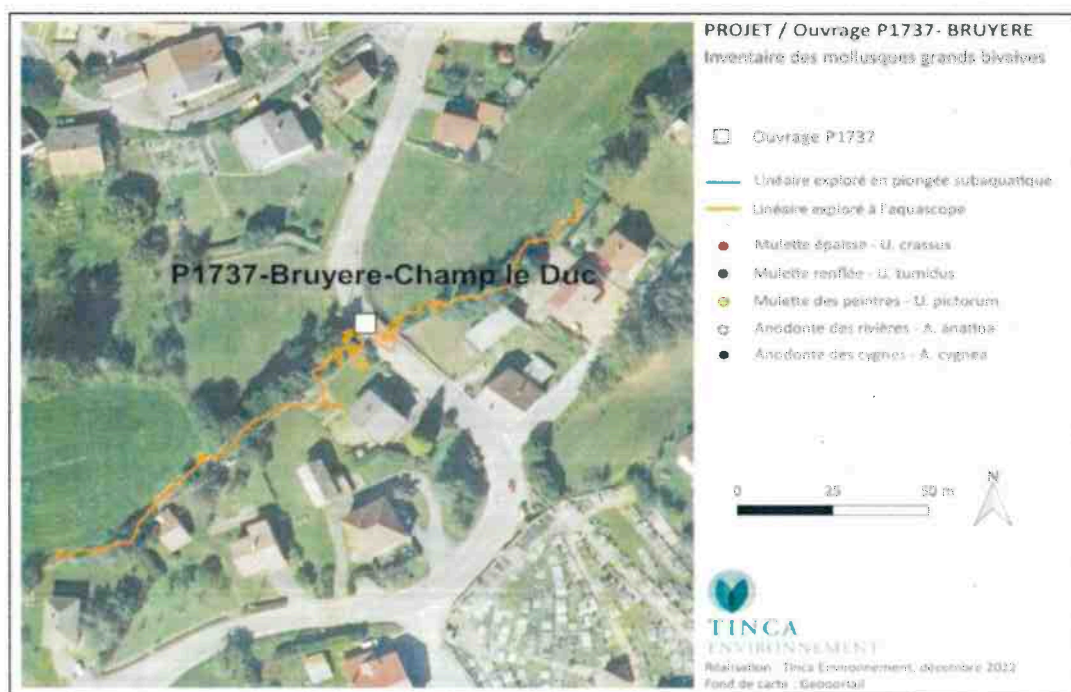 PROJET / Ouvrage P1737- BRUYERE
Inventaire des mollusques grands bivalves
Ouvrage P1737
Linéaire exploré en plongée subaquatique
Linéaire exploré à l'aquascope
Mulette épaisse - U. crassus
Mulette renflée - U. tumidus
Mulette des peintres - U. pictorum
Anodonte des rivières - A. anatina
Anodonte des cygnes - A. cygnea
P1737-Bruyere-Champ le Duc
0 25 50 m
N
TINCA
ENVIRONNEMENT
Réalisation : Tinca Environnement, décembre 2022
Fond de carte : Géoportail